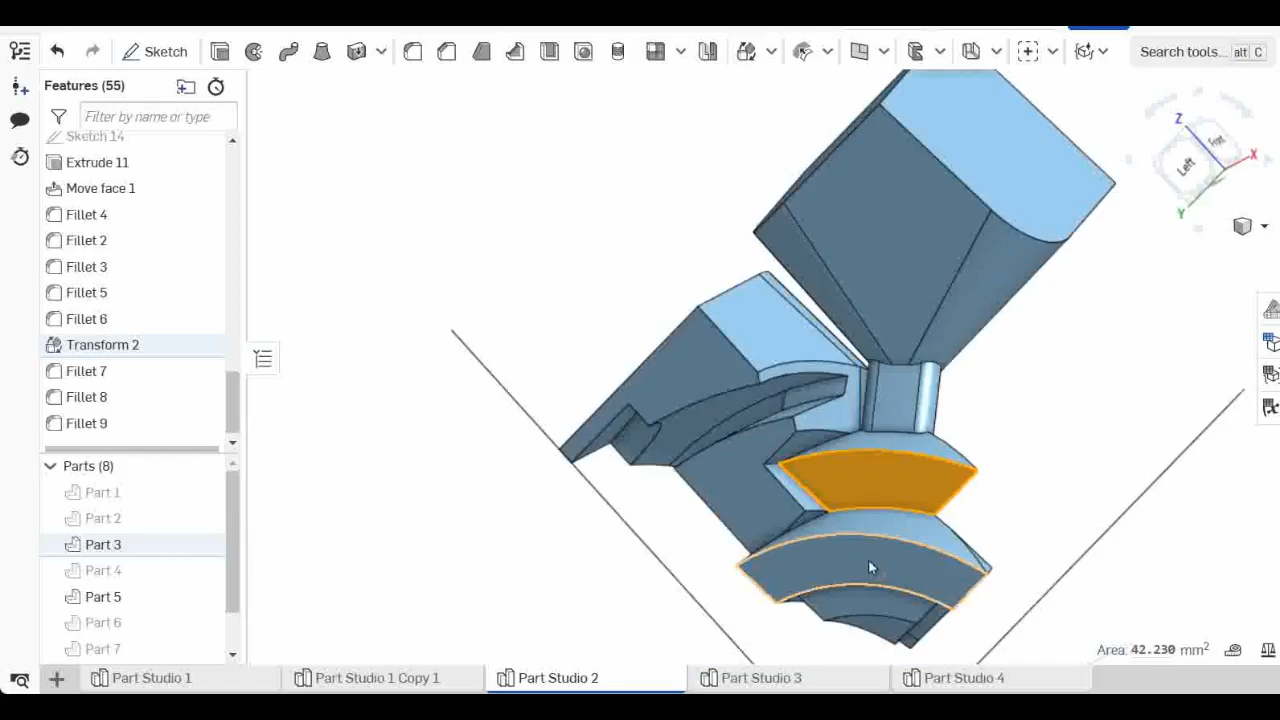 Sketch
Search tools... alt C
Features (55)
Filter by name or type
Sketch 14
Extrude 11
Move face 1
Fillet 4
Fillet 2
Fillet 3
Fillet 5
Fillet 6
Transform 2
Fillet 7
Fillet 8
Fillet 9
Parts (8)
Part 1
Part 2
Part 3
Part 4
Part 5
Part 6
Part 7
Z
Front
X
Left
Y
Area: 42.230 mm²
Part Studio 1
Part Studio 1 Copy 1
Part Studio 2
Part Studio 3
Part Studio 4